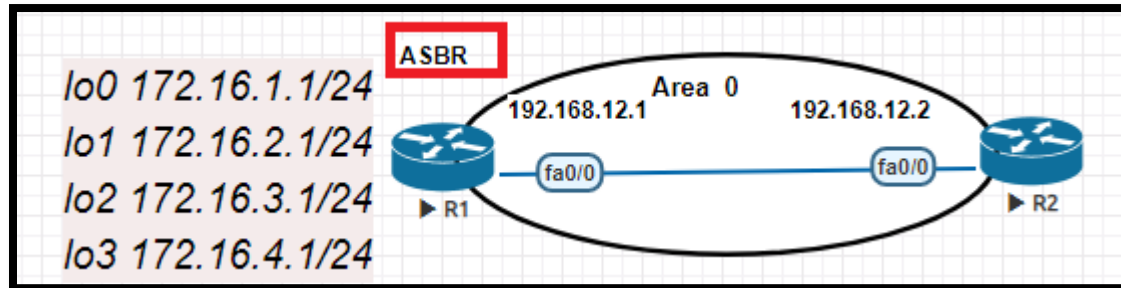 ASBR
lo0 172.16.1.1/24
lo1 172.16.2.1/24
lo2 172.16.3.1/24
lo3 172.16.4.1/24
Area 0
192.168.12.1
192.168.12.2
fa0/0
fa0/0
R1
R2